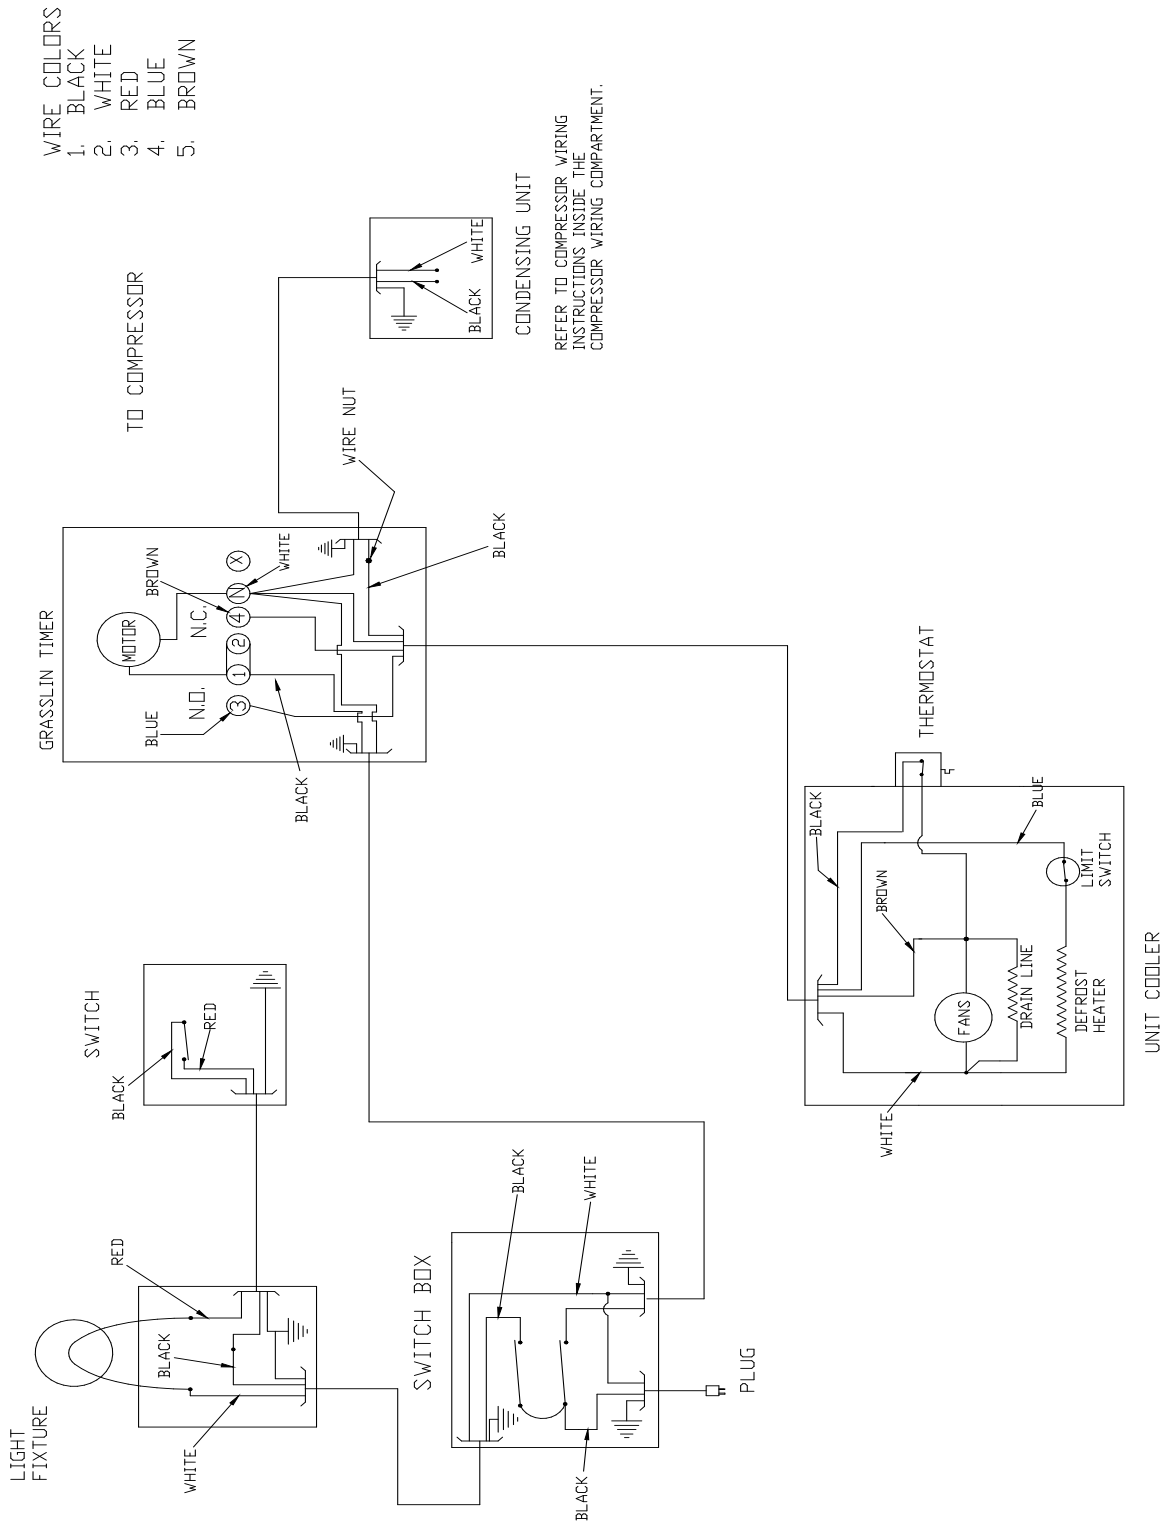 LIGHT
FIXTURE
RED
BLACK
WHITE
SWITCH
BLACK
RED
GRASSLIN TIMER
MOTOR
BLUE
N.O.
N.C.
BROWN
3 1 2 4 N X
WHITE
BLACK
BLACK
WIRE NUT
TO COMPRESSOR
WIRE COLORS
1. BLACK
2. WHITE
3. RED
4. BLUE
5. BROWN
BLACK
WHITE
CONDENSING UNIT
REFER TO COMPRESSOR WIRING
INSTRUCTIONS INSIDE THE
COMPRESSOR WIRING COMPARTMENT.
SWITCH BOX
BLACK
WHITE
BLACK
PLUG
BLACK
BROWN
WHITE
THERMOSTAT
FANS
DRAIN LINE
BLUE
DEFROST
HEATER
LIMIT
SWITCH
UNIT COOLER